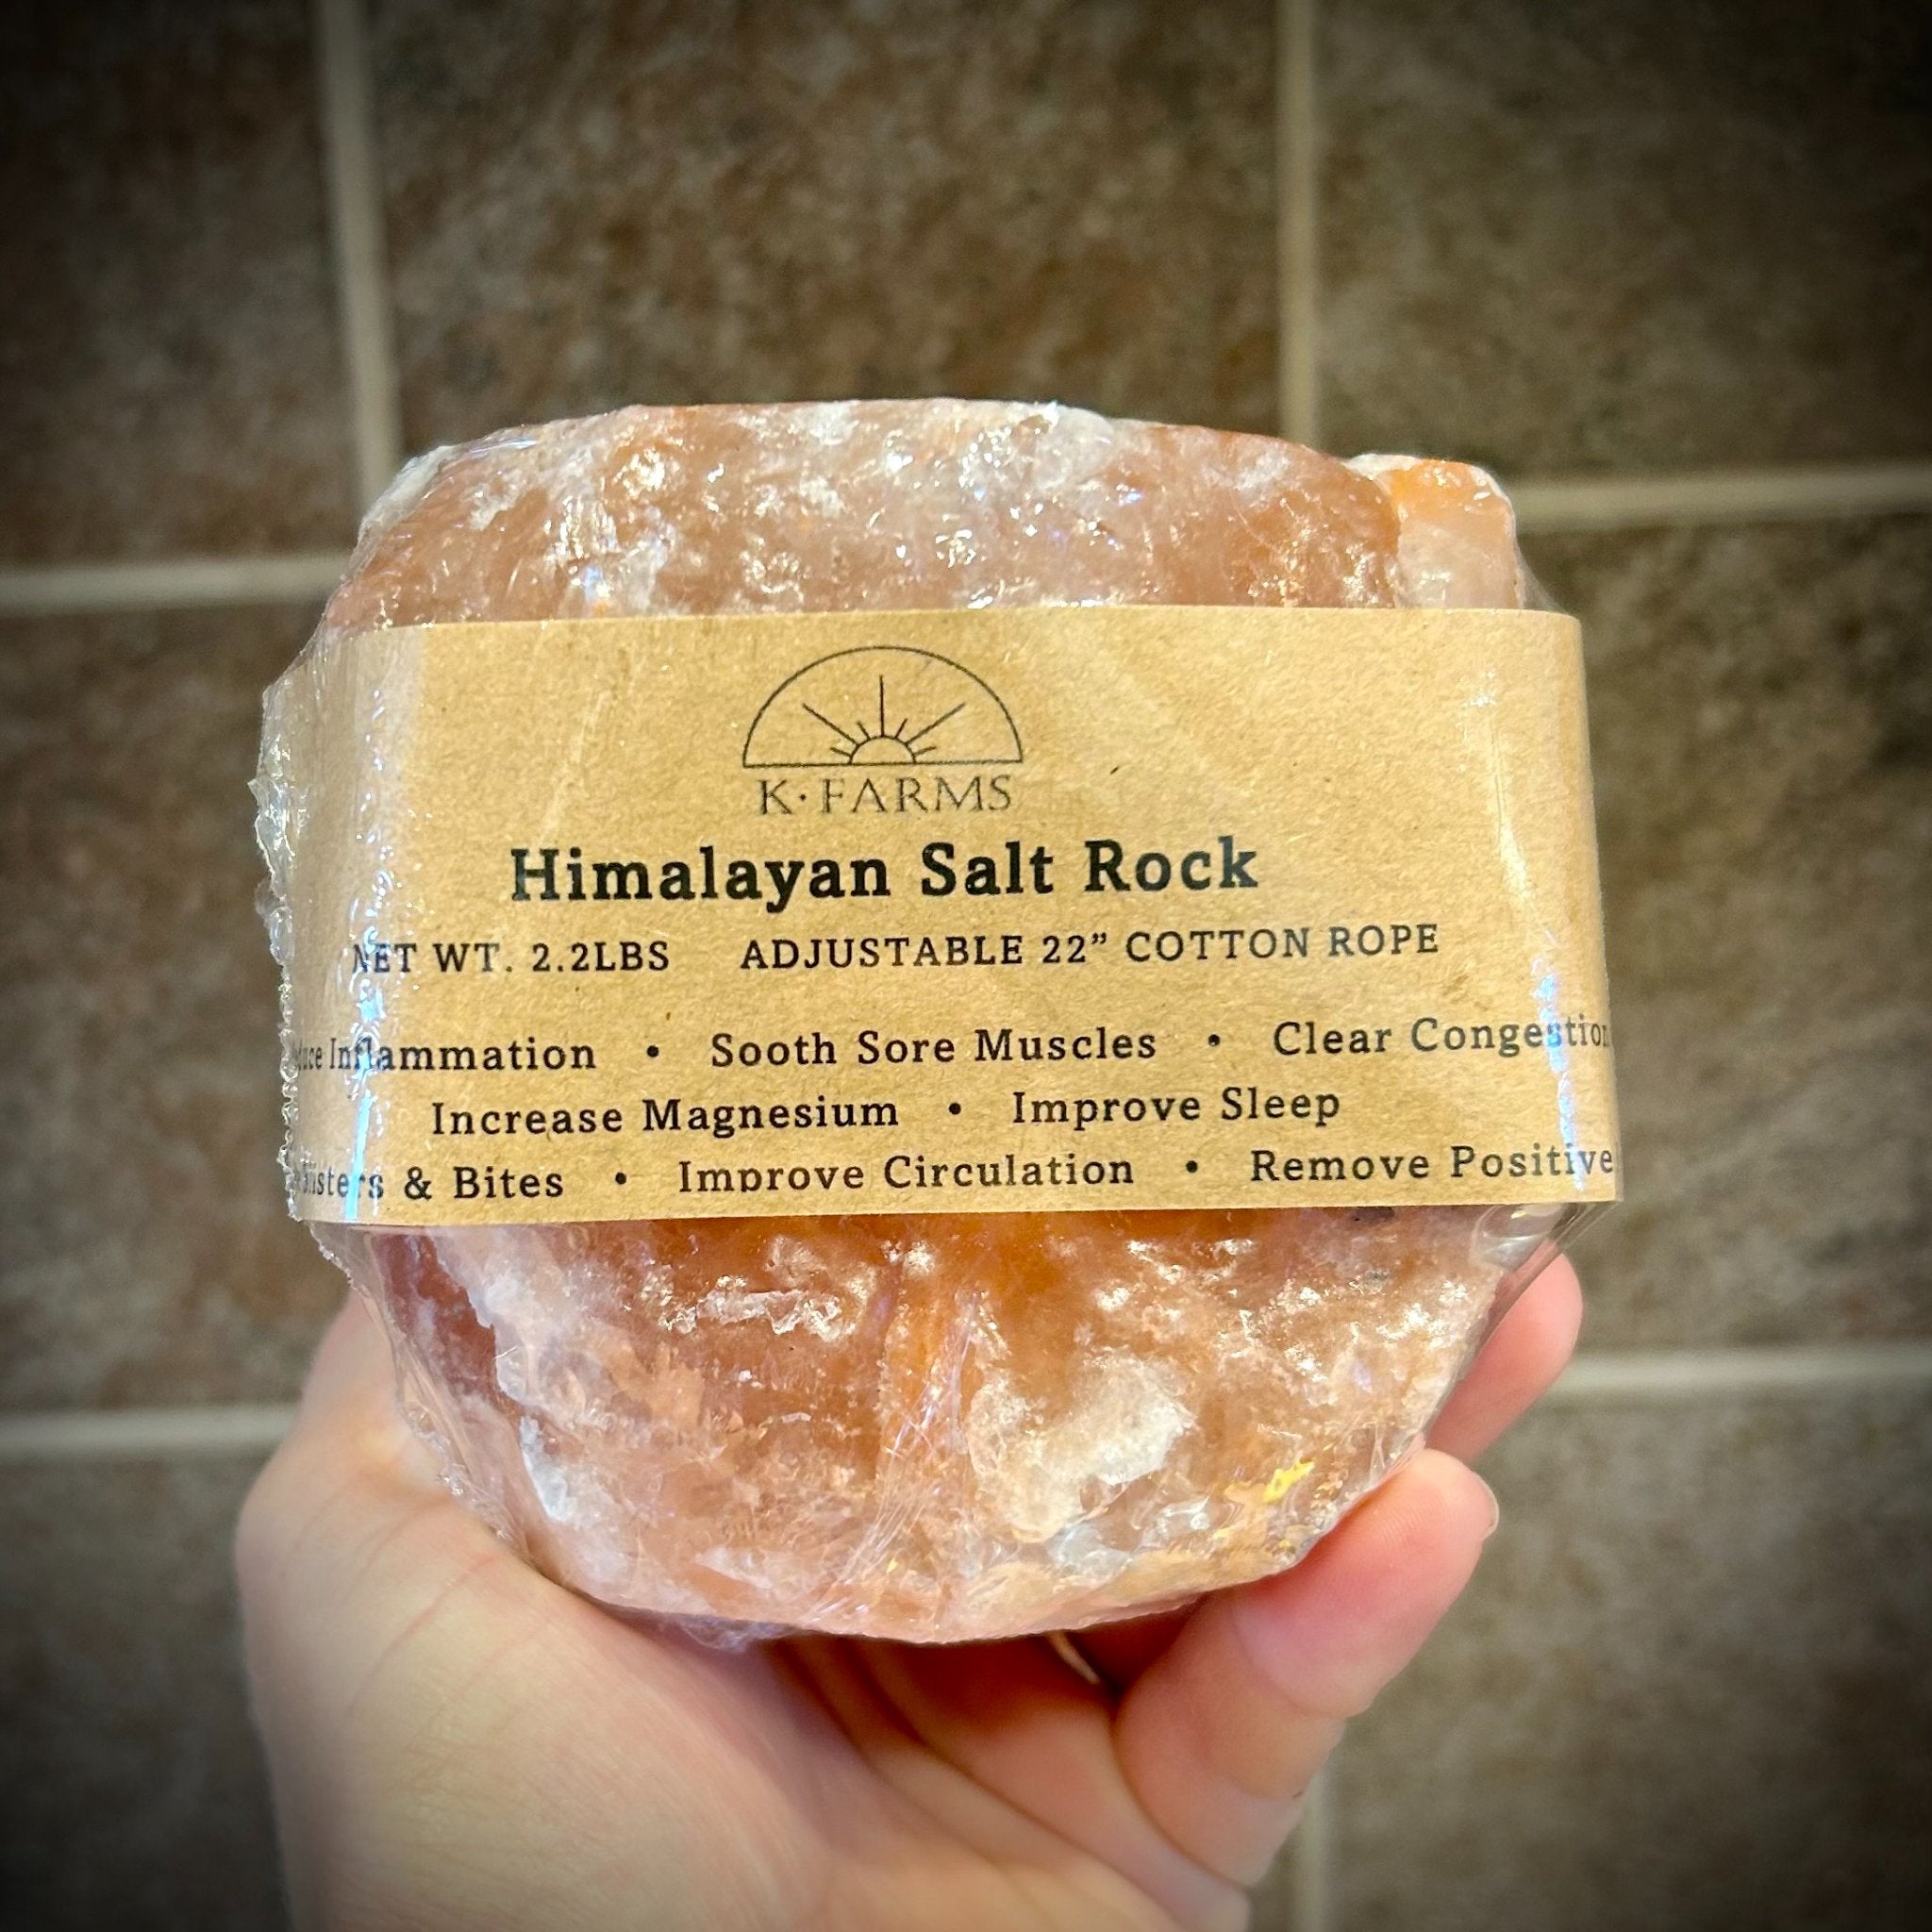 K·FARMS
Himalayan Salt Rock
NET WT. 2.2LBS ADJUSTABLE 22” COTTON ROPE
Inflammation • Sooth Sore Muscles • Clear Congestion
Increase Magnesium • Improve Sleep
& Bites • Improve Circulation • Remove Positive